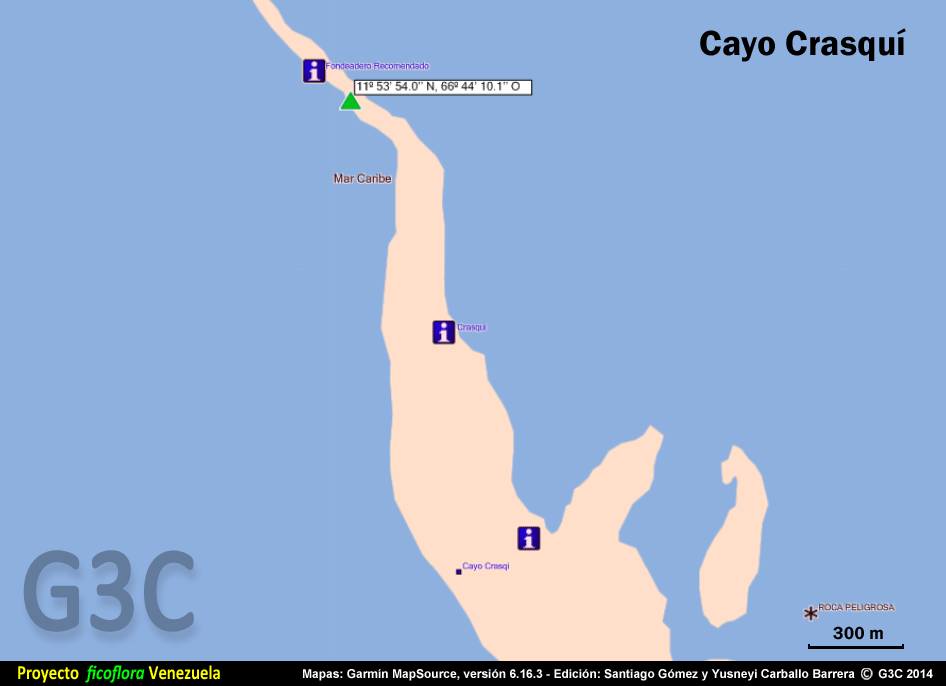 Cayo Crasquí
Fondeadero Recomendado
11º 53' 54.0'' N, 66º 44' 10.1'' O
Mar Caribe
Crasqui
Cayo Crasqi
ROCA PELIGROSA
300 m
G3C
Proyecto ficoflora Venezuela
Mapas: Garmin MapSource, versión 6.16.3 - Edición: Santiago Gómez y Yusneyi Carballo Barrera © G3C 2014